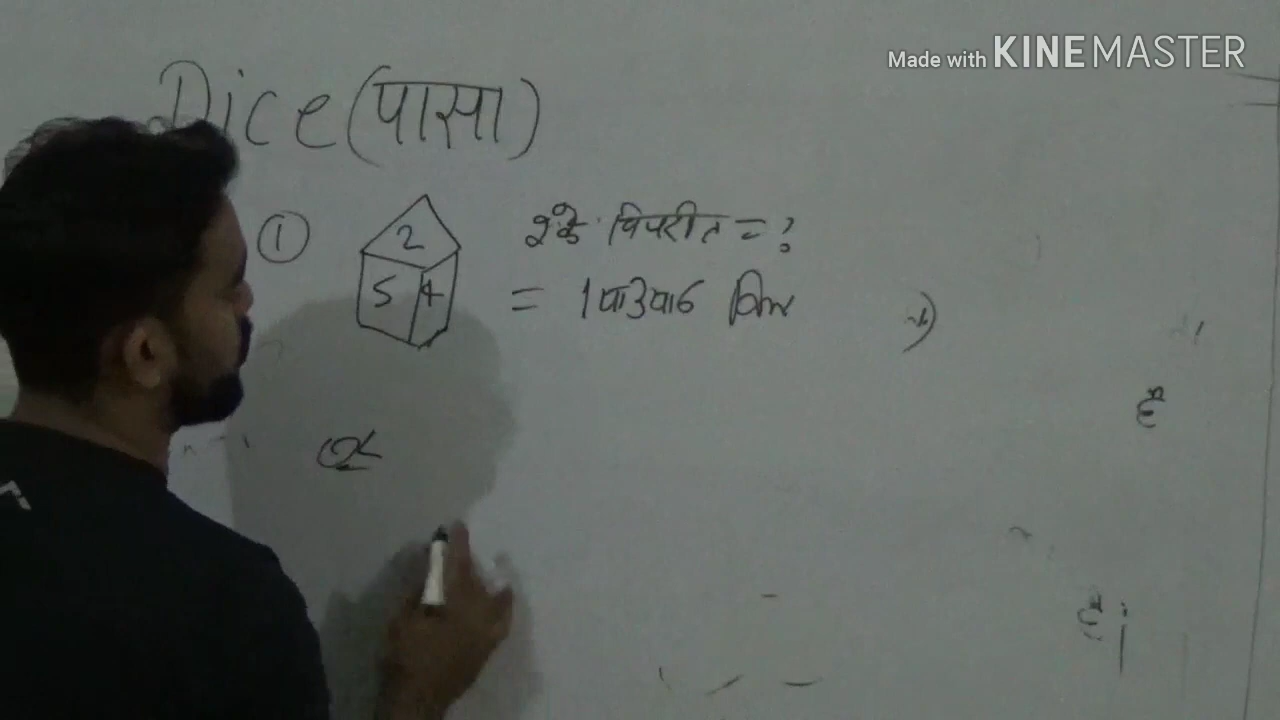 Made with KINEMASTER
Dice (पासा)
①
2
5 4
2 के विपरीत = ?
= 1 या 3 या 6